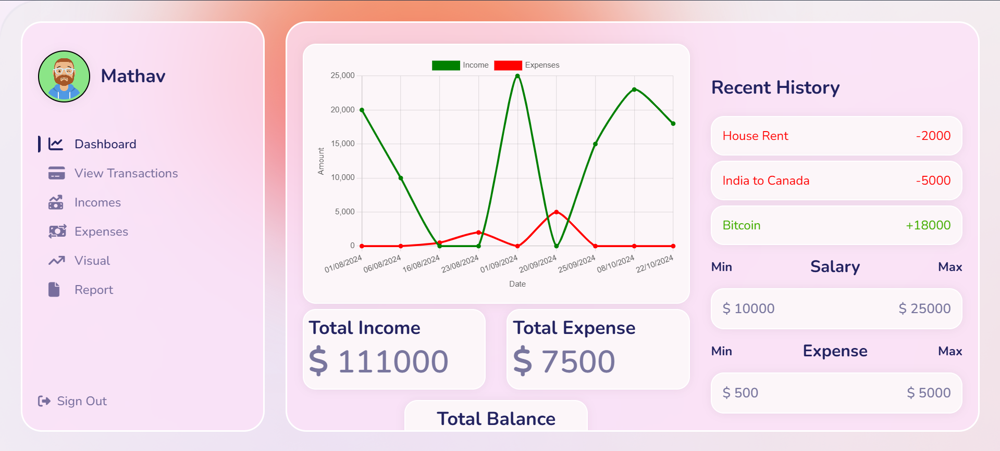 Mathav
Dashboard
View Transactions
Incomes
Expenses
Visual
Report
Sign Out
Income Expenses
25,000
20,000
15,000
10,000
5,000
0
Amount
01/08/2024 06/08/2024 16/08/2024 23/08/2024 01/09/2024 20/09/2024 25/09/2024 08/10/2024 22/10/2024
Date
Total Income
$ 111000
Total Expense
$ 7500
Total Balance
Recent History
House Rent -2000
India to Canada -5000
Bitcoin +18000
Min Salary Max
$ 10000 $ 25000
Min Expense Max
$ 500 $ 5000